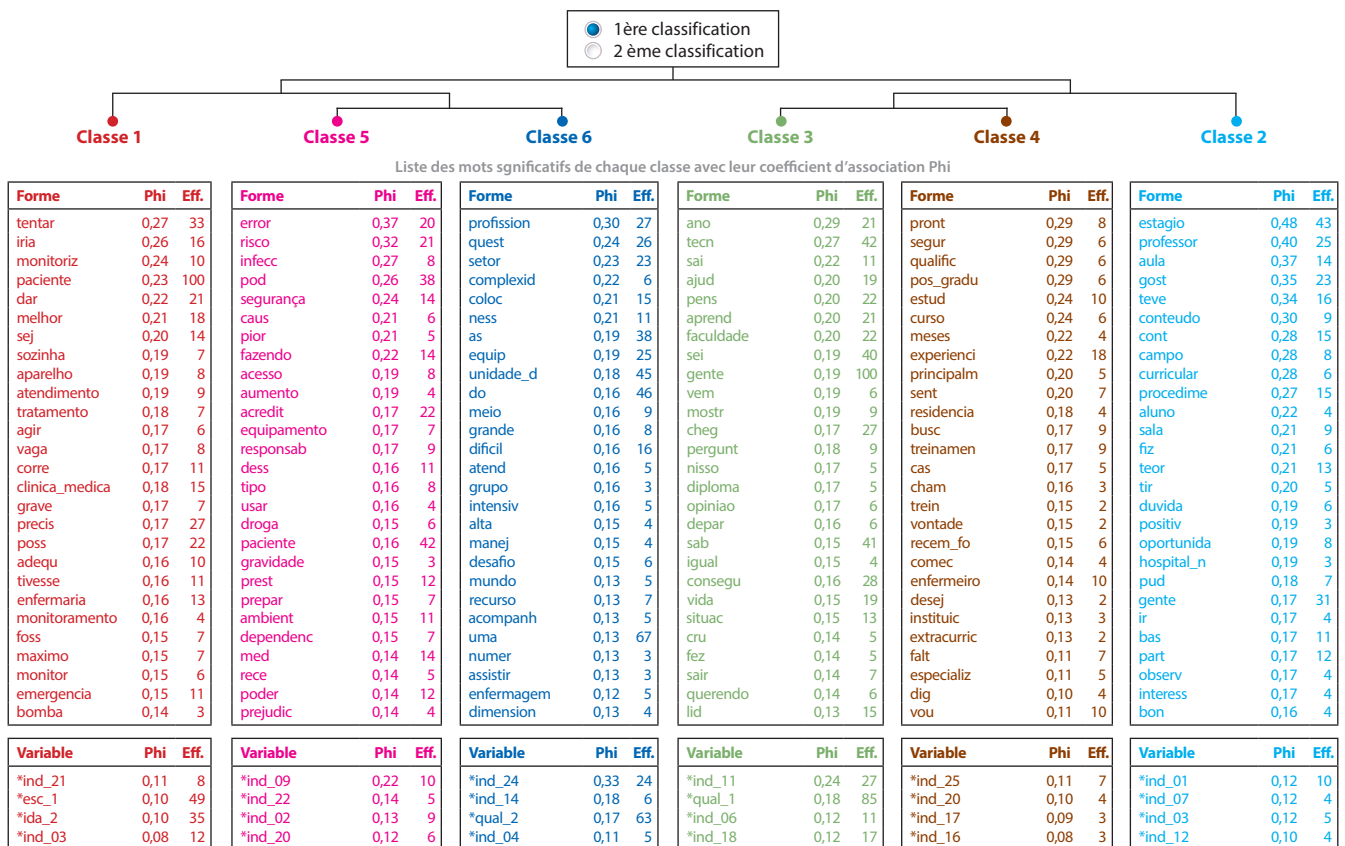 1ère classification
2 ème classification
Classe 1 Classe 5 Classe 6 Classe 3 Classe 4 Classe 2
Liste des mots sgnificatifs de chaque classe avec leur coefficient d'association Phi
Forme Phi Eff. Forme Phi Eff. Forme Phi Eff. Forme Phi Eff. Forme Phi Eff. Forme Phi Eff.
tentar 0,27 33 error 0,37 20 profission 0,30 27 ano 0,29 21 pront 0,29 8 estagio 0,48 43
iria 0,26 16 risco 0,32 21 quest 0,24 26 tecn 0,27 42 segur 0,29 6 professor 0,40 25
monitoriz 0,24 10 infecc 0,27 8 setor 0,23 23 sai 0,22 11 qualific 0,29 6 aula 0,37 14
paciente 0,23 100 pod 0,26 38 complexid 0,22 6 ajud 0,20 19 pos_gradu 0,29 6 gost 0,35 23
dar 0,22 21 segurança 0,24 14 coloc 0,21 15 pens 0,20 22 estud 0,24 10 teve 0,34 16
melhor 0,21 18 caus 0,21 6 ness 0,21 11 aprend 0,20 21 curso 0,24 6 conteudo 0,30 9
sej 0,20 14 pior 0,21 5 as 0,19 38 faculdade 0,20 22 meses 0,22 4 cont 0,28 15
sozinha 0,19 7 fazendo 0,22 14 equip 0,19 25 sei 0,19 40 experienci 0,22 18 campo 0,28 8
aparelho 0,19 8 acesso 0,19 8 unidade_d 0,18 45 gente 0,19 100 principalm 0,20 5 curricular 0,28 6
atendimento 0,19 9 aumento 0,19 4 do 0,16 46 vem 0,19 6 sent 0,20 7 procedime 0,27 15
tratamento 0,18 7 acredit 0,17 22 meio 0,16 9 mostr 0,19 9 residencia 0,18 4 aluno 0,22 4
agir 0,17 6 equipamento 0,17 7 grande 0,16 8 cheg 0,17 27 busc 0,17 9 sala 0,21 9
vaga 0,17 8 responsab 0,17 9 dificil 0,16 16 pergunt 0,18 9 treinamen 0,17 9 fiz 0,21 6
corre 0,17 11 dess 0,16 11 atend 0,16 5 nisso 0,17 5 cas 0,17 5 teor 0,21 13
clinica_medica 0,18 15 tipo 0,16 8 grupo 0,16 3 diploma 0,17 5 cham 0,16 3 tir 0,20 5
grave 0,17 7 usar 0,16 4 intensiv 0,16 5 opiniao 0,17 6 trein 0,15 2 duvida 0,19 6
precis 0,17 27 droga 0,15 6 alta 0,15 4 depar 0,16 6 vontade 0,15 2 positiv 0,19 3
poss 0,17 22 paciente 0,16 42 manej 0,15 4 sab 0,15 41 recem_fo 0,15 6 oportunida 0,19 8
adequ 0,16 10 gravidade 0,15 3 desafio 0,15 6 igual 0,15 4 comec 0,14 4 hospital_n 0,19 3
tivesse 0,16 11 prest 0,15 12 mundo 0,13 5 consegu 0,16 28 enfermeiro 0,14 10 pud 0,18 7
enfermaria 0,16 13 prepar 0,15 7 recurso 0,13 7 vida 0,15 19 desej 0,13 2 gente 0,17 31
monitoramento 0,16 4 ambient 0,15 11 acompanh 0,13 5 situac 0,15 13 instituic 0,13 3 ir 0,17 4
foss 0,15 7 dependenc 0,15 7 uma 0,13 67 cru 0,14 5 extracurric 0,13 2 bas 0,17 11
maximo 0,15 7 med 0,14 14 numer 0,13 3 fez 0,14 5 falt 0,11 7 part 0,17 12
monitor 0,15 6 rece 0,14 5 assistir 0,13 3 sair 0,14 7 especializ 0,11 5 observ 0,17 4
emergencia 0,15 11 poder 0,14 12 enfermagem 0,12 5 querendo 0,14 6 dig 0,10 4 interess 0,17 4
bomba 0,14 3 prejudic 0,14 4 dimension 0,13 4 lid 0,13 15 vou 0,11 10 bon 0,16 4
Variable Phi Eff. Variable Phi Eff. Variable Phi Eff. Variable Phi Eff. Variable Phi Eff. Variable Phi Eff.
*ind_21 0,11 8 *ind_09 0,22 10 *ind_24 0,33 24 *ind_11 0,24 27 *ind_25 0,11 7 *ind_01 0,12 10
*esc_1 0,10 49 *ind_22 0,14 5 *ind_14 0,18 6 *qual_1 0,18 85 *ind_20 0,10 4 *ind_07 0,12 4
*ida_2 0,10 35 *ind_02 0,13 9 *qual_2 0,17 63 *ind_06 0,12 11 *ind_17 0,09 3 *ind_03 0,12 5
*ind_03 0,08 12 *ind_20 0,12 6 *ind_04 0,11 5 *ind_18 0,12 17 *ind_16 0,08 3 *ind_12 0,10 4